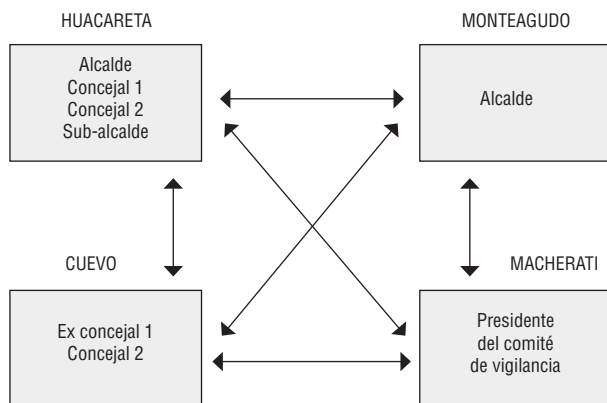 HUACARETA
Alcalde
Concejal 1
Concejal 2
Sub-alcalde
MONTEAGUDO
Alcalde
CUEVO
Ex concejal 1
Concejal 2
MACHERATI
Presidente
del comité
de vigilancia